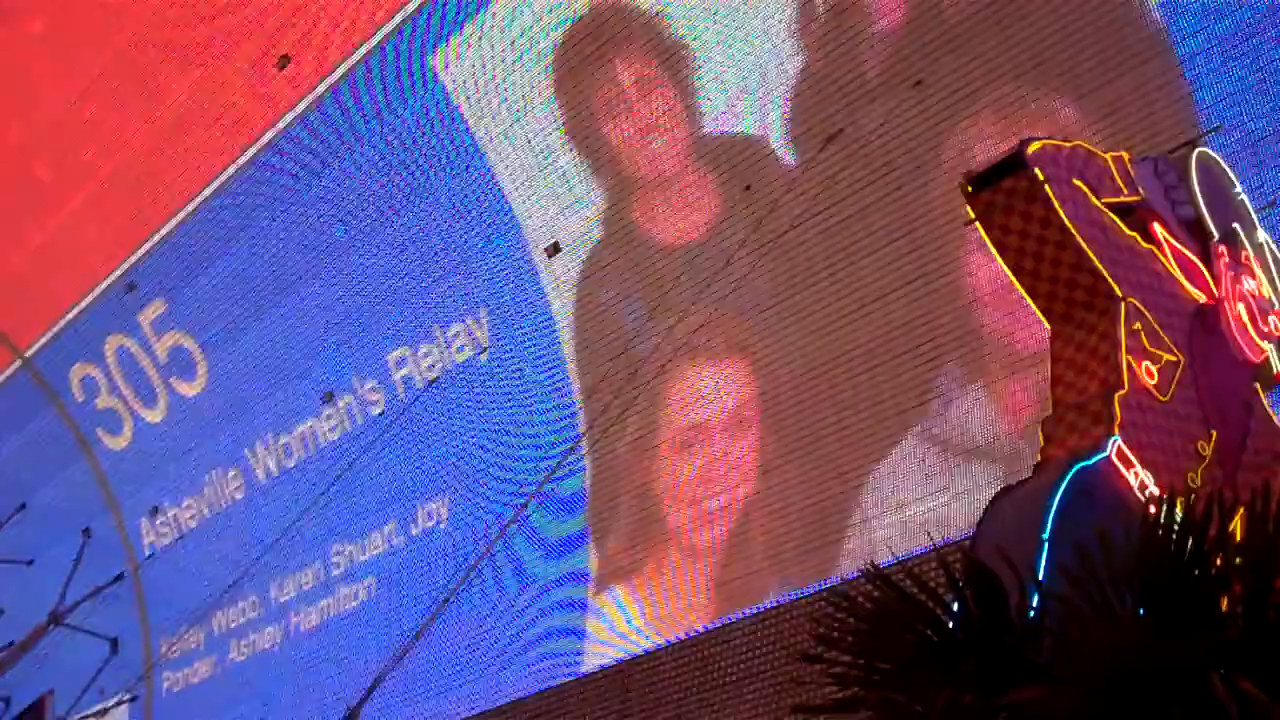 305
Asheville Women's Relay
Kelley Webb, Karen Shuart, Joy
Ponder, Ashley Hamilton